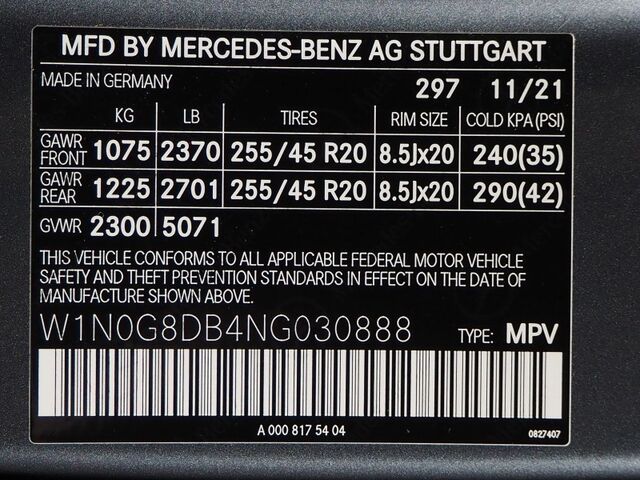 MFD BY MERCEDES-BENZ AG STUTTGART
MADE IN GERMANY 297 11/21
KG LB TIRES RIM SIZE COLD KPA(PSI)
GAWR FRONT 1075 2370 255/45 R20 8.5Jx20 240(35)
GAWR REAR 1225 2701 255/45 R20 8.5Jx20 290(42)
GVWR 2300 5071
THIS VEHICLE CONFORMS TO ALL APPLICABLE FEDERAL MOTOR VEHICLE
SAFETY AND THEFT PREVENTION STANDARDS IN EFFECT ON THE DATE OF
MANUFACTURE SHOWN ABOVE.
W1N0G8DB4NG030888 TYPE: MPV
A 000 817 54 04
0827407